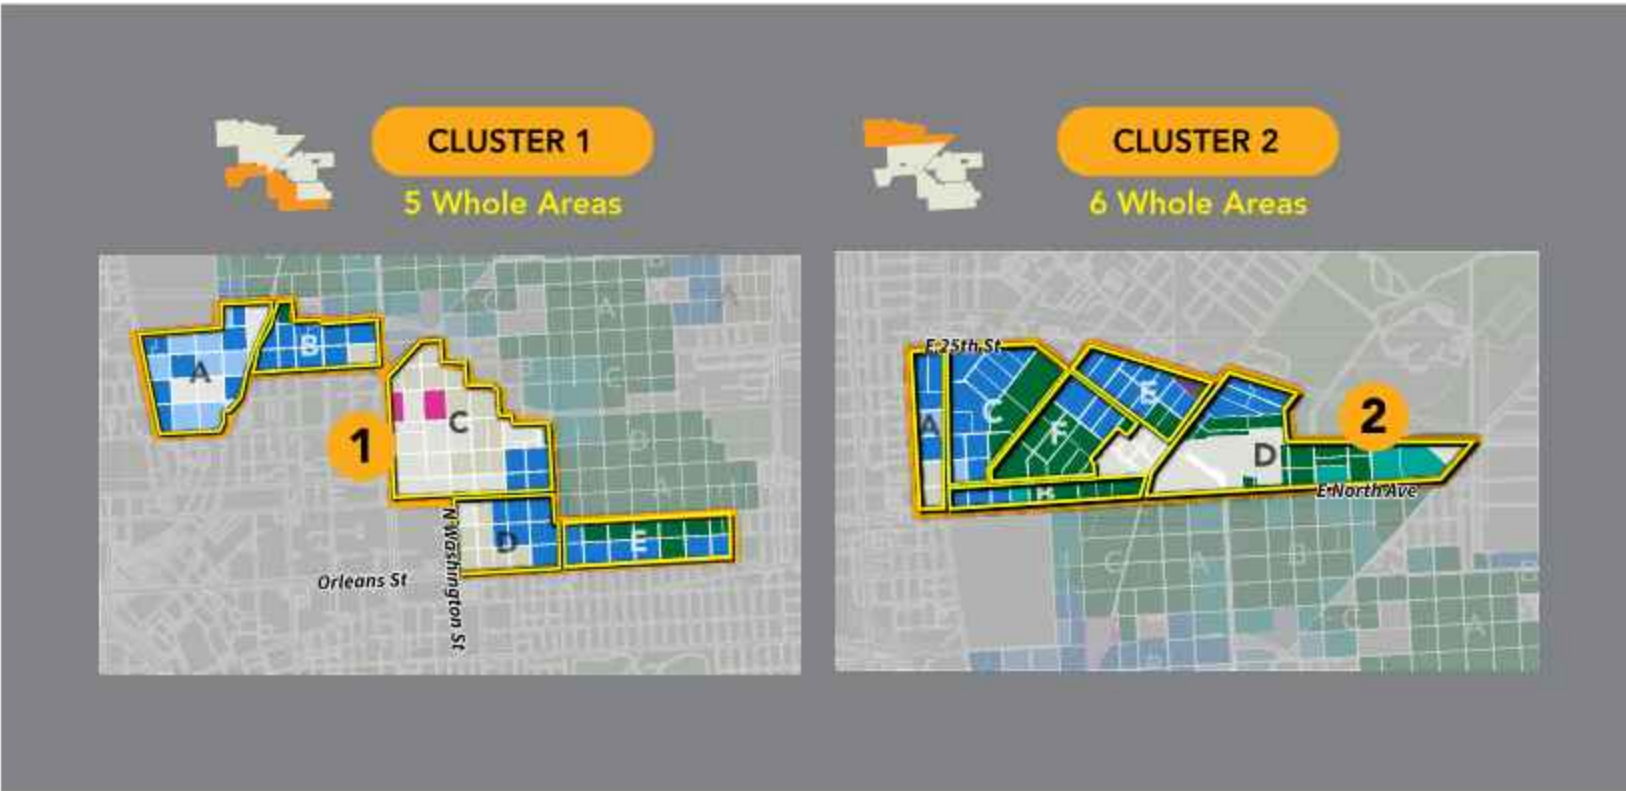 CLUSTER 1
5 Whole Areas
CLUSTER 2
6 Whole Areas
A
B
C
D
E
1
Orleans St
N Washington St
A
C
D
A
C
E 25th St
A
C
E
F
B
D
2
E North Ave
C
A
B
C
A